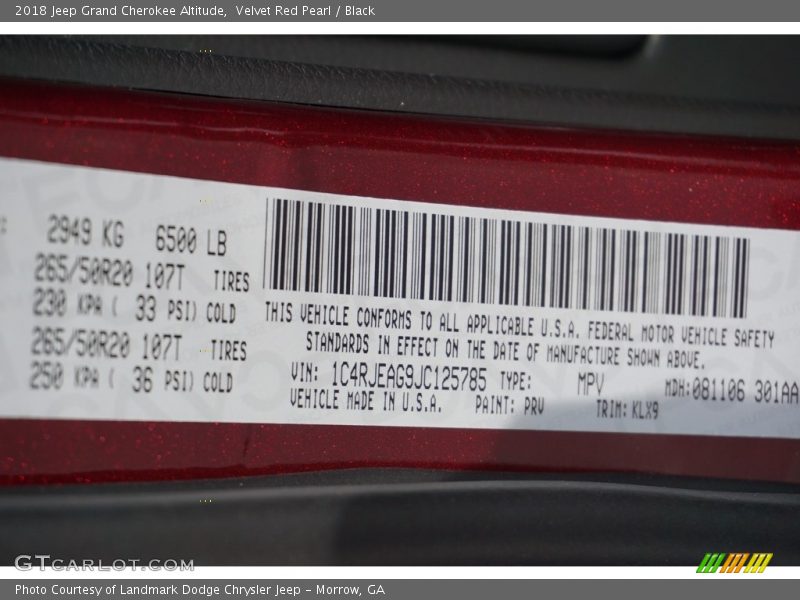 2018 Jeep Grand Cherokee Altitude, Velvet Red Pearl / Black
2949 KG 6500 LB
265/50R20 107T TIRES
230 KPA ( 33 PSI) COLD
265/50R20 107T TIRES
250 KPA ( 36 PSI) COLD
THIS VEHICLE CONFORMS TO ALL APPLICABLE U.S.A. FEDERAL MOTOR VEHICLE SAFETY
STANDARDS IN EFFECT ON THE DATE OF MANUFACTURE SHOWN ABOVE.
VIN: 1C4RJEAG9JC125785 TYPE: MPV MDH:081106 301AA
VEHICLE MADE IN U.S.A. PAINT: PRV TRIM: KLX9
GTCARLOT.COM
Photo Courtesy of Landmark Dodge Chrysler Jeep – Morrow, GA